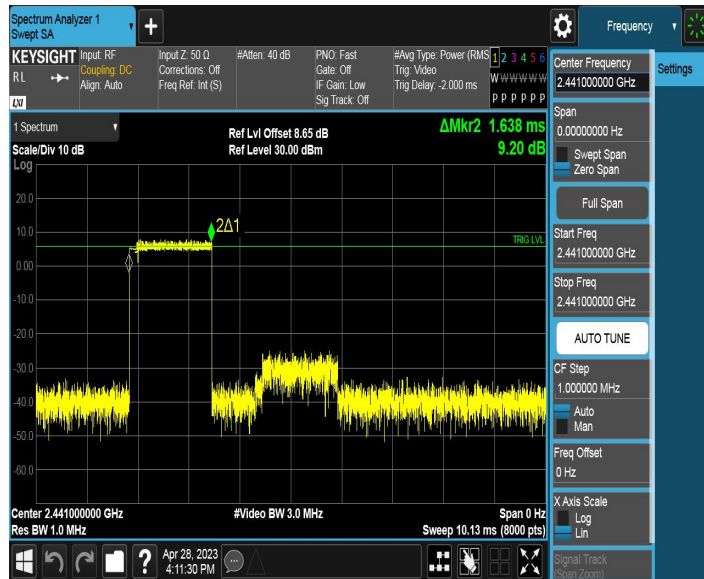 Spectrum Analyzer 1
Swept SA
+
Frequency
KEYSIGHT
RL
LXI
Input: RF
Coupling: DC
Align: Auto
Input Z: 50 Ω
Corrections: Off
Freq Ref: Int (S)
#Atten: 40 dB
PNO: Fast
Gate: Off
IF Gain: Low
Sig Track: Off
#Avg Type: Power (RMS
Trig: Video
Trig Delay: -2.000 ms
1 2 3 4 5 6
W W W W W W
P P P P P P
Center Frequency
2.441000000 GHz
Settings
Span
0.00000000 Hz
Swept Span
Zero Span
Full Span
Start Freq
2.441000000 GHz
Stop Freq
2.441000000 GHz
AUTO TUNE
CF Step
1.000000 MHz
Auto
Man
Freq Offset
0 Hz
X Axis Scale
Log
Lin
Signal Track
(Span Zoom)
1 Spectrum
Scale/Div 10 dB
Log
Ref Lvl Offset 8.65 dB
Ref Level 30.00 dBm
ΔMkr2 1.638 ms
9.20 dB
20.0
10.0
0.00
-10.0
-20.0
-30.0
-40.0
-50.0
-60.0
2Δ1
TRIG LVL
Center 2.441000000 GHz
Res BW 1.0 MHz
#Video BW 3.0 MHz
Span 0 Hz
Sweep 10.13 ms (8000 pts)
?
Apr 28, 2023
4:11:30 PM